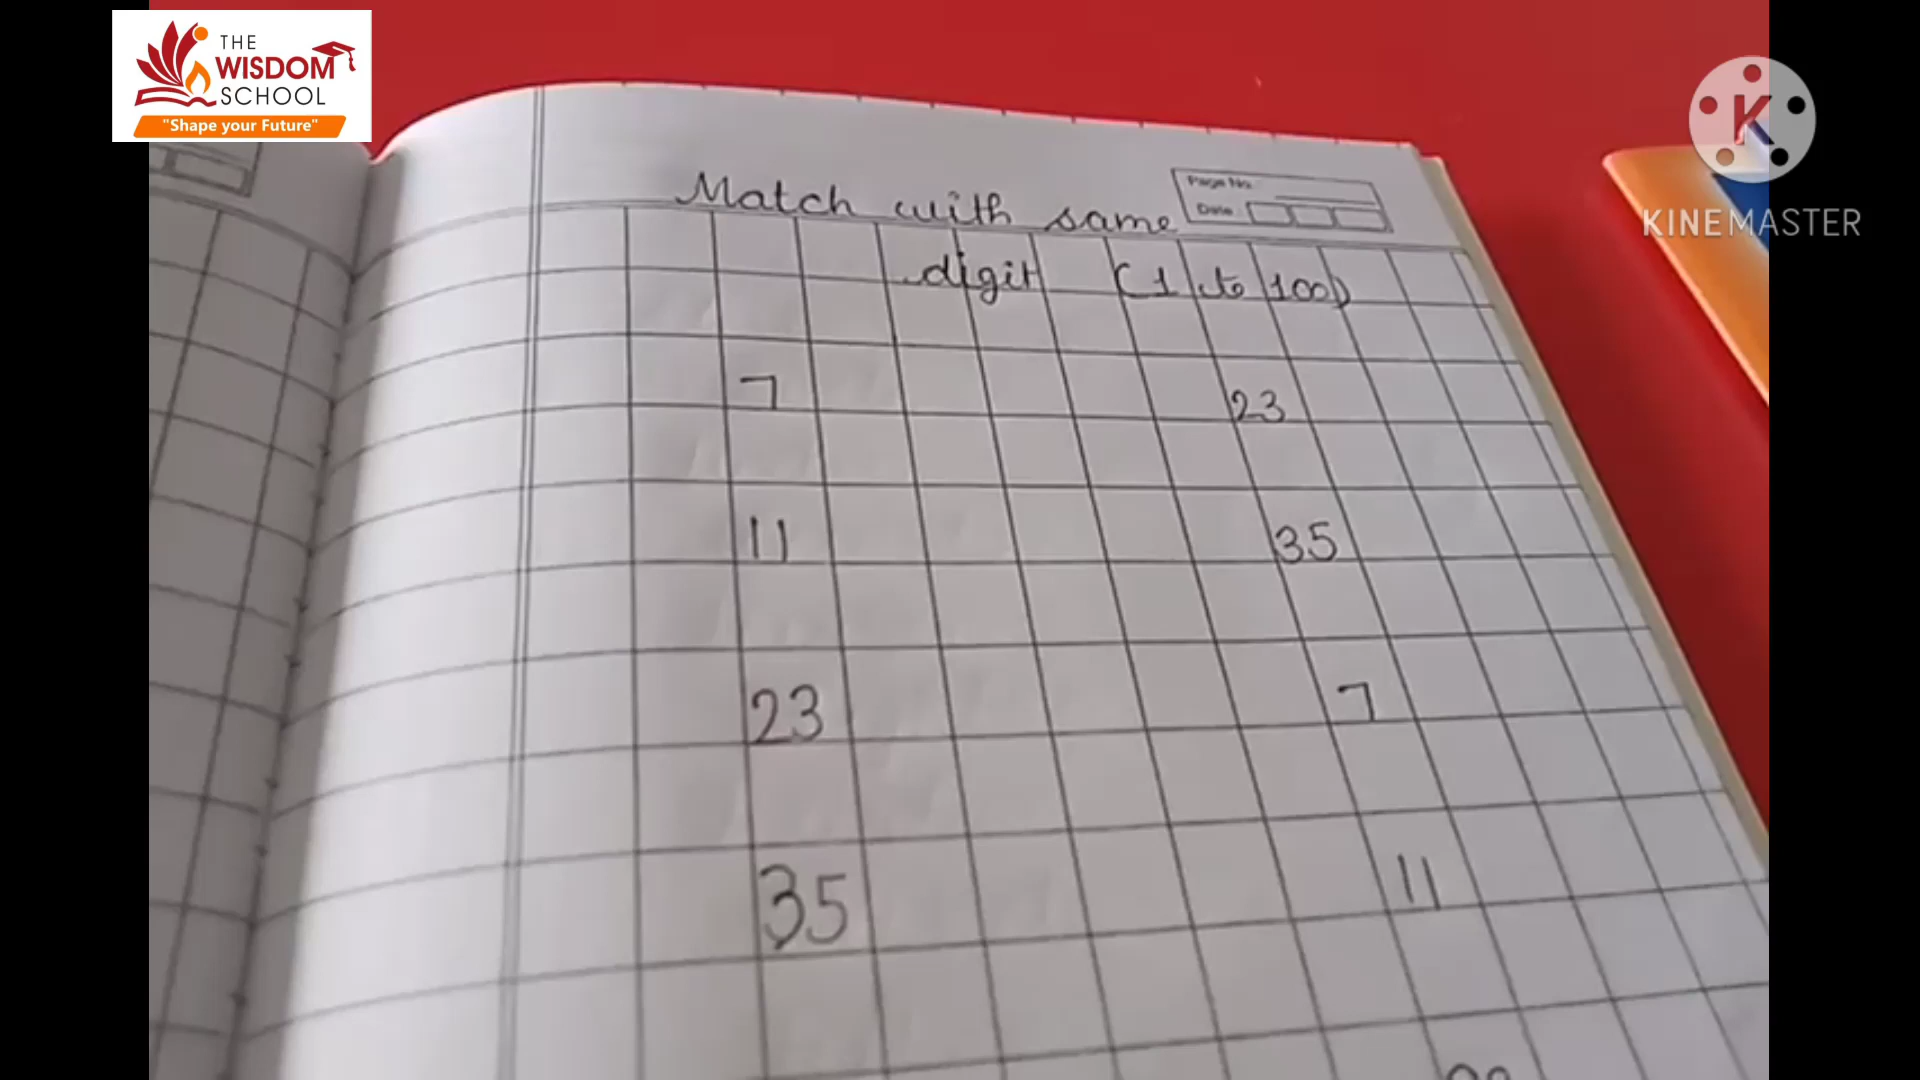 THE
WISDOM
SCHOOL
"Shape your Future"
KINEMASTER
Page No.
Date
Match with same
digit (1 to 100)
7 23
11 35
23 7
35 11